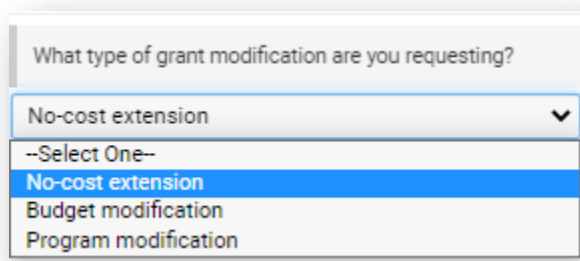 What type of grant modification are you requesting?
No-cost extension
--Select One--
No-cost extension
Budget modification
Program modification